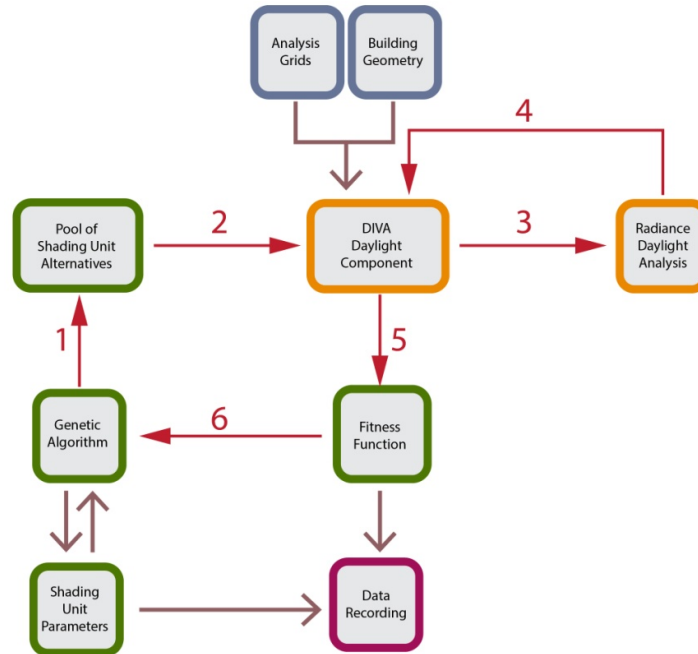 Analysis
Grids
Building
Geometry
4
Pool of
Shading Unit
Alternatives
2
DIVA
Daylight
Component
3
Radiance
Daylight
Analysis
1
5
Genetic
Algorithm
6
Fitness
Function
Shading
Unit
Parameters
Data
Recording